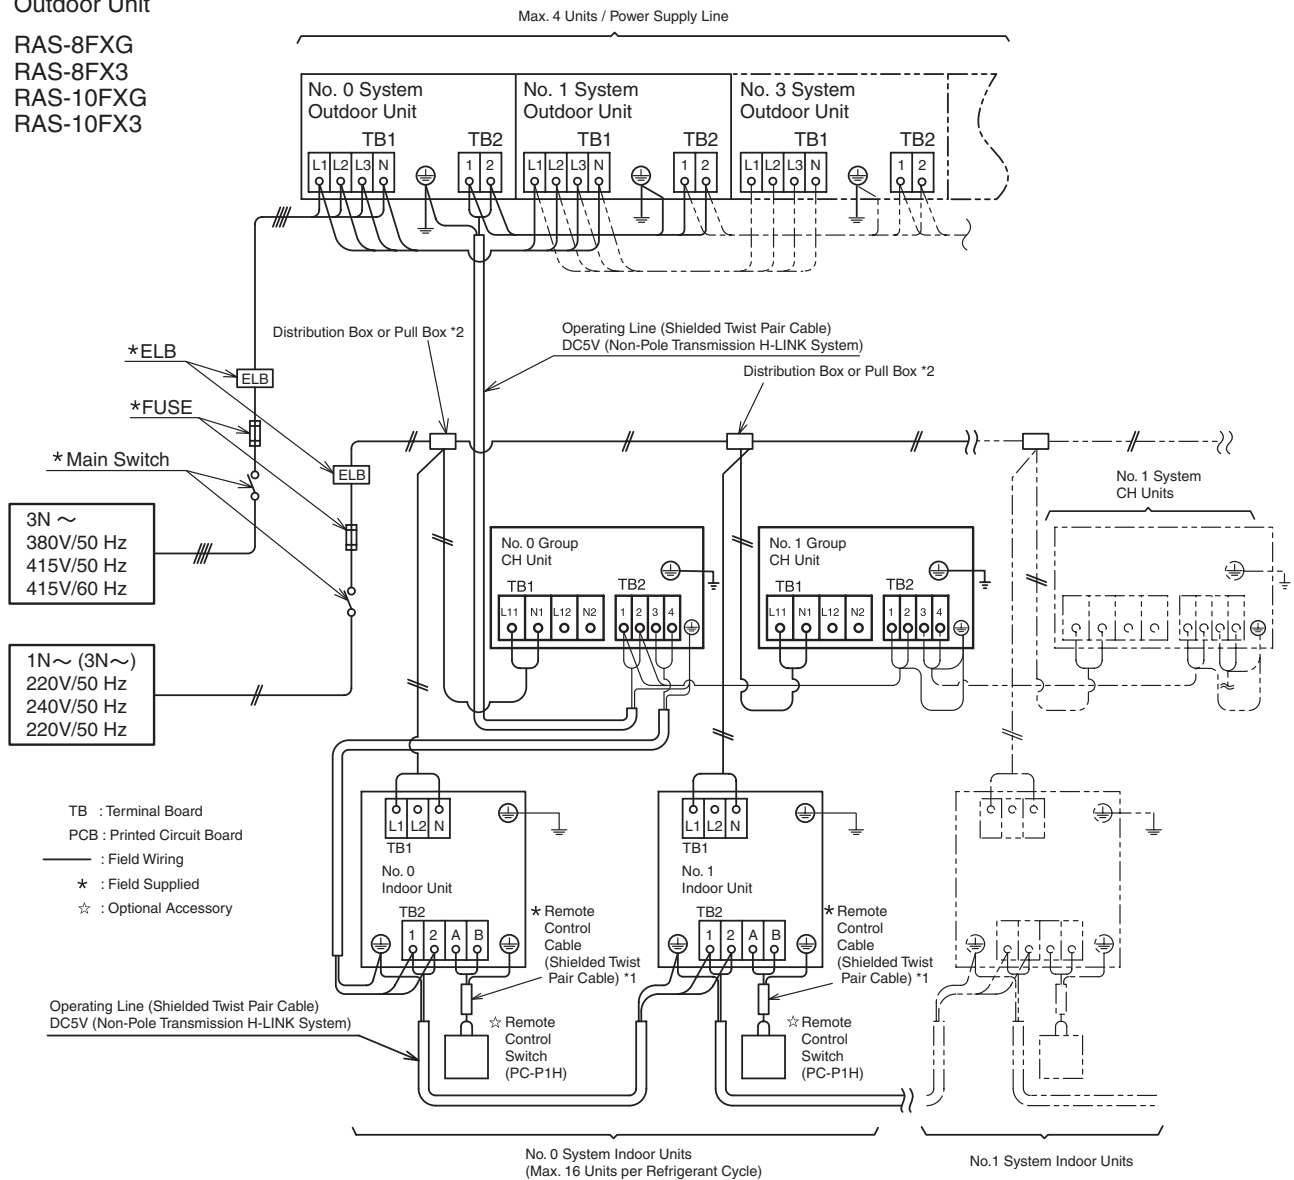 Outdoor Unit
RAS-8FXG
RAS-8FX3
RAS-10FXG
RAS-10FX3
Max. 4 Units / Power Supply Line
No. 0 System
Outdoor Unit
TB1 TB2
L1 L2 L3 N 1 2
No. 1 System
Outdoor Unit
TB1 TB2
L1 L2 L3 N 1 2
No. 3 System
Outdoor Unit
TB1 TB2
L1 L2 L3 N 1 2
Distribution Box or Pull Box *2
Operating Line (Shielded Twist Pair Cable)
DC5V (Non-Pole Transmission H-LINK System)
Distribution Box or Pull Box *2
*ELB
ELB
*FUSE
*Main Switch
ELB
3N ～
380V/50 Hz
415V/50 Hz
415V/60 Hz
1N～ (3N～)
220V/50 Hz
240V/50 Hz
220V/50 Hz
No. 0 Group
CH Unit
TB1 TB2
L11 N1 L12 N2 1 2 3 4
No. 1 Group
CH Unit
TB1 TB2
L11 N1 L12 N2 1 2 3 4
No. 1 System
CH Units
TB : Terminal Board
PCB : Printed Circuit Board
: Field Wiring
* : Field Supplied
☆ : Optional Accessory
L1 L2 N
TB1
No. 0
Indoor Unit
TB2
1 2 A B
* Remote
Control
Cable
(Shielded Twist
Pair Cable) *1
☆ Remote
Control
Switch
(PC-P1H)
L1 L2 N
TB1
No. 1
Indoor Unit
TB2
1 2 A B
* Remote
Control
Cable
(Shielded Twist
Pair Cable) *1
☆ Remote
Control
Switch
(PC-P1H)
Operating Line (Shielded Twist Pair Cable)
DC5V (Non-Pole Transmission H-LINK System)
No. 0 System Indoor Units
(Max. 16 Units per Refrigerant Cycle)
No.1 System Indoor Units